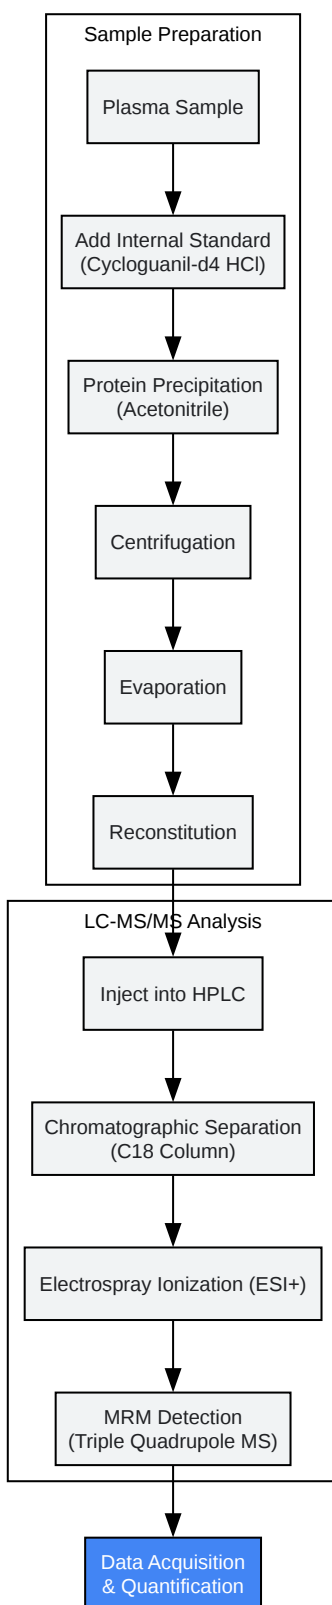 Sample Preparation
Plasma Sample
Add Internal Standard
(Cycloguanil-d4 HCl)
Protein Precipitation
(Acetonitrile)
Centrifugation
Evaporation
Reconstitution
LC-MS/MS Analysis
Inject into HPLC
Chromatographic Separation
(C18 Column)
Electrospray Ionization (ESI+)
MRM Detection
(Triple Quadrupole MS)
Data Acquisition
& Quantification